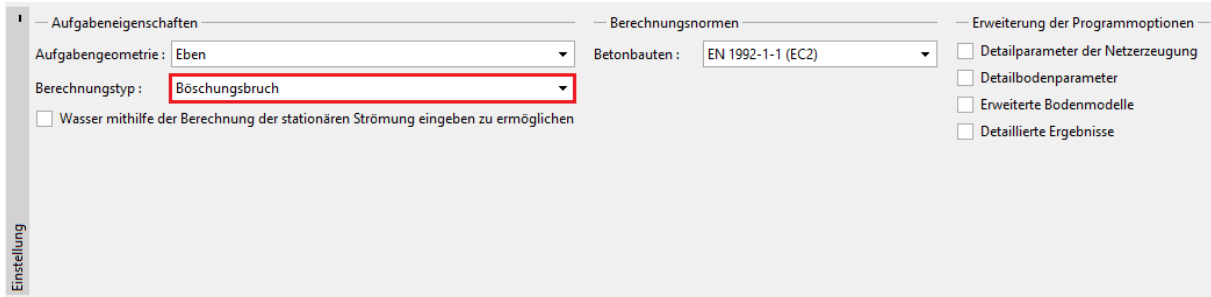 Aufgabeneigenschaften
Aufgabengeometrie : Eben
Berechnungstyp : Böschungsbruch
Wasser mithilfe der Berechnung der stationären Strömung eingeben zu ermöglichen
Berechnungsnormen
Betonbauten : EN 1992-1-1 (EC2)
Erweiterung der Programmoptionen
Detailparameter der Netzerzeugung
Detailbodenparameter
Erweiterte Bodenmodelle
Detaillierte Ergebnisse
Einstellung